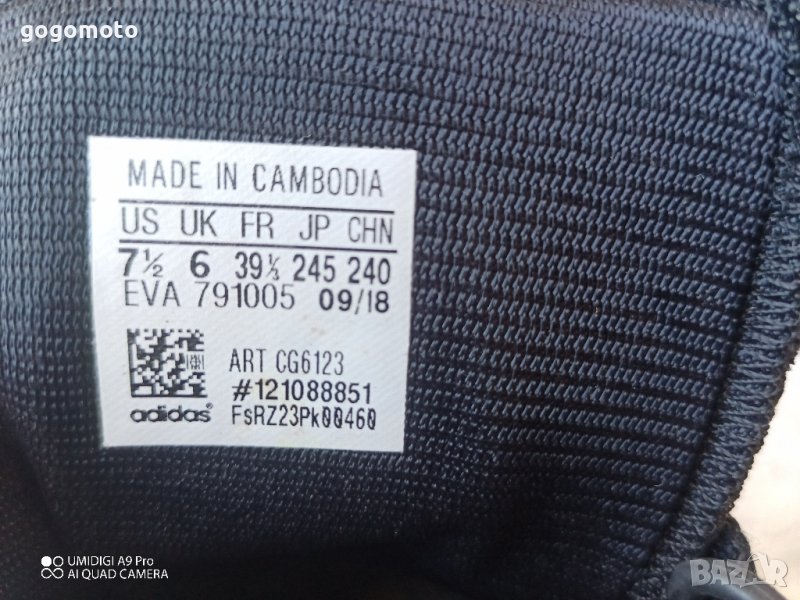 gogomoto
MADE IN CAMBODIA
US UK FR JP CHN
7½ 6 39⅓ 245 240
EVA 791005 09/18
ART CG6123
#121088851
adidas FsRZ23Pk00460
UMIDIGI A9 Pro
AI QUAD CAMERA
BAZAR